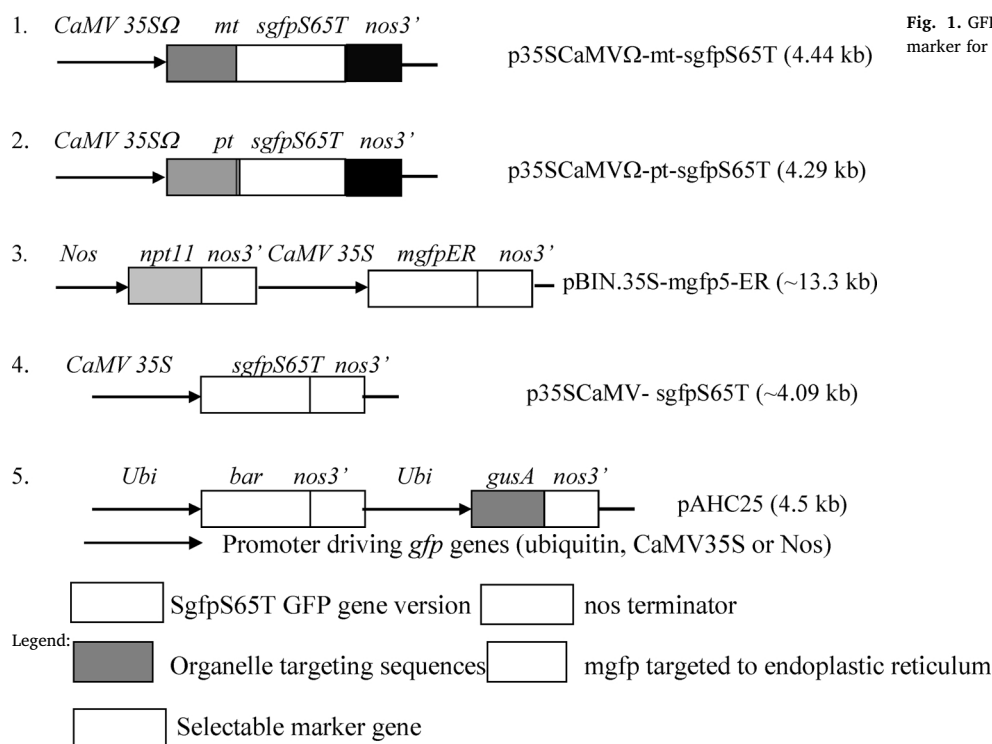 1. CaMV 35SΩ mt sgfpS65T nos3’
p35SCaMVΩ-mt-sgfpS65T (4.44 kb)
Fig. 1. GFP
marker for
2. CaMV 35SΩ pt sgfpS65T nos3’
p35SCaMVΩ-pt-sgfpS65T (4.29 kb)
3. Nos npt11 nos3’ CaMV 35S mgfpER nos3’
pBIN.35S-mgfp5-ER (~13.3 kb)
4. CaMV 35S sgfpS65T nos3’
p35SCaMV- sgfpS65T (~4.09 kb)
5. Ubi bar nos3’ Ubi gusA nos3’
pAHC25 (4.5 kb)
Promoter driving gfp genes (ubiquitin, CaMV35S or Nos)
SgfpS65T GFP gene version nos terminator
Legend:
Organelle targeting sequences mgfp targeted to endoplastic reticulum
Selectable marker gene